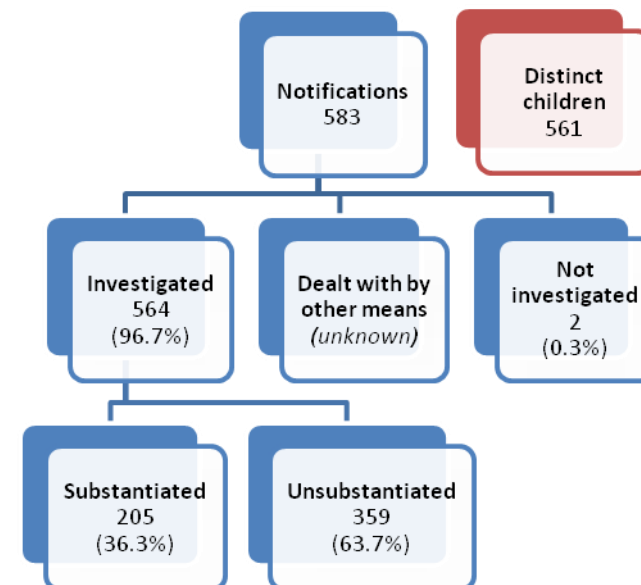 Notifications
583
Distinct
children
561
Investigated
564
(96.7%)
Dealt with by
other means
(unknown)
Not
investigated
2
(0.3%)
Substantiated
205
(36.3%)
Unsubstantiated
359
(63.7%)